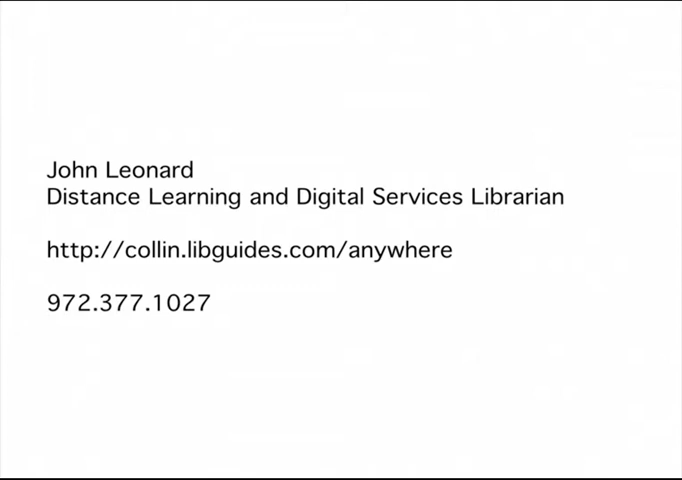 John Leonard
Distance Learning and Digital Services Librarian
http://collin.libguides.com/anywhere
972.377.1027